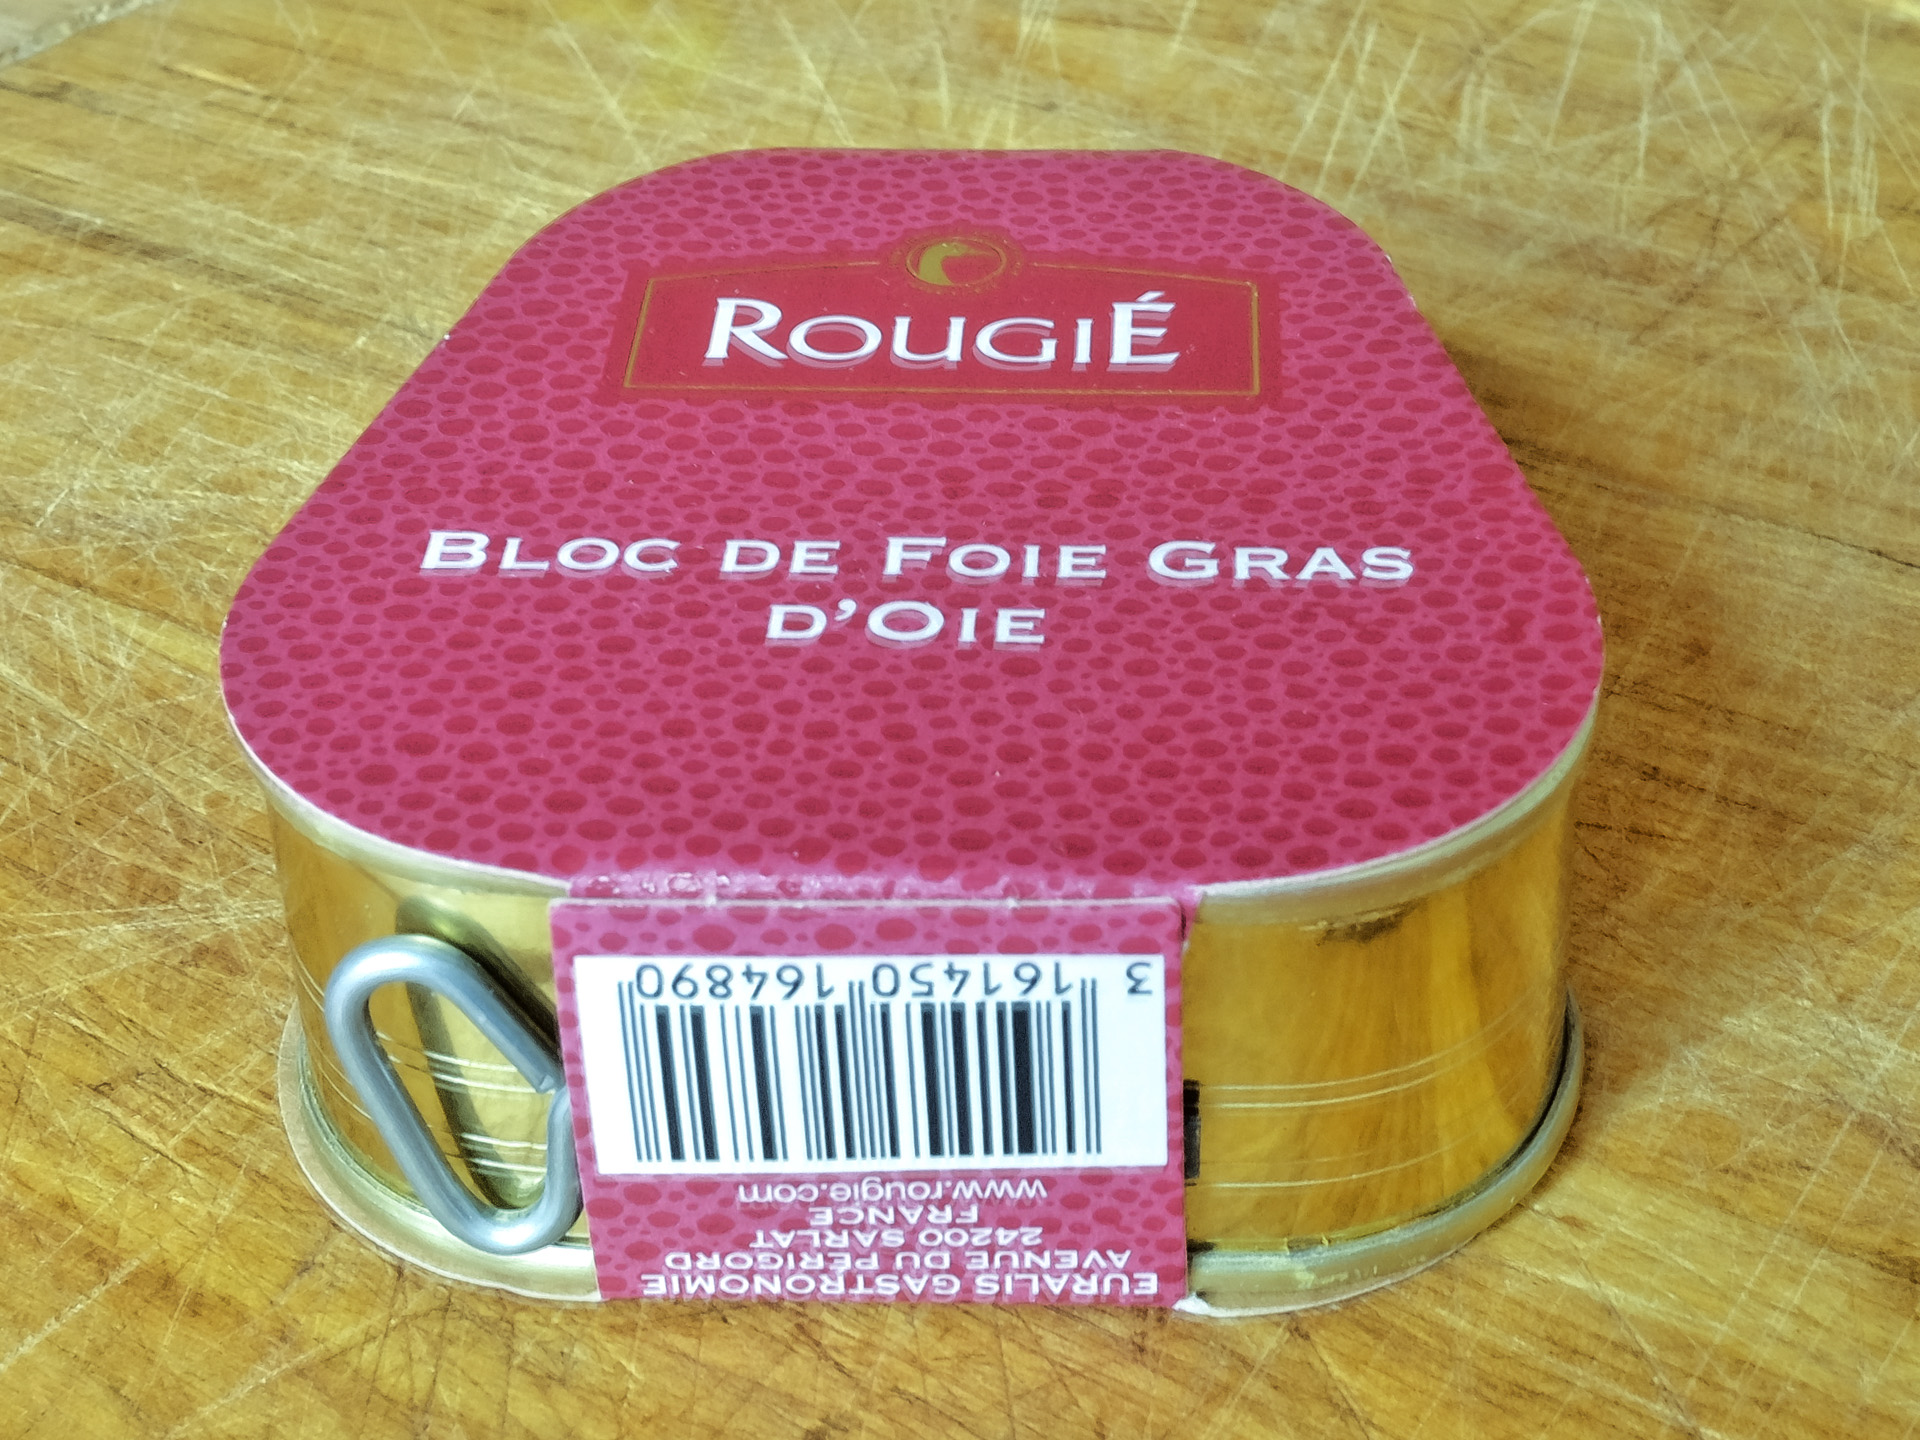 ROUGIÉ
BLOC DE FOIE GRAS
D'OIE
EURALIS GASTRONOMIE
AVENUE DU PÉRIGORD
24200 SARLAT
FRANCE
www.rougie.com
3 161450 164890